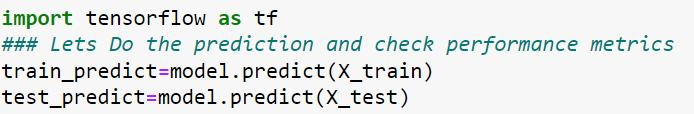 import tensorflow as tf
### Lets Do the prediction and check performance metrics
train_predict=model.predict(X_train)
test_predict=model.predict(X_test)